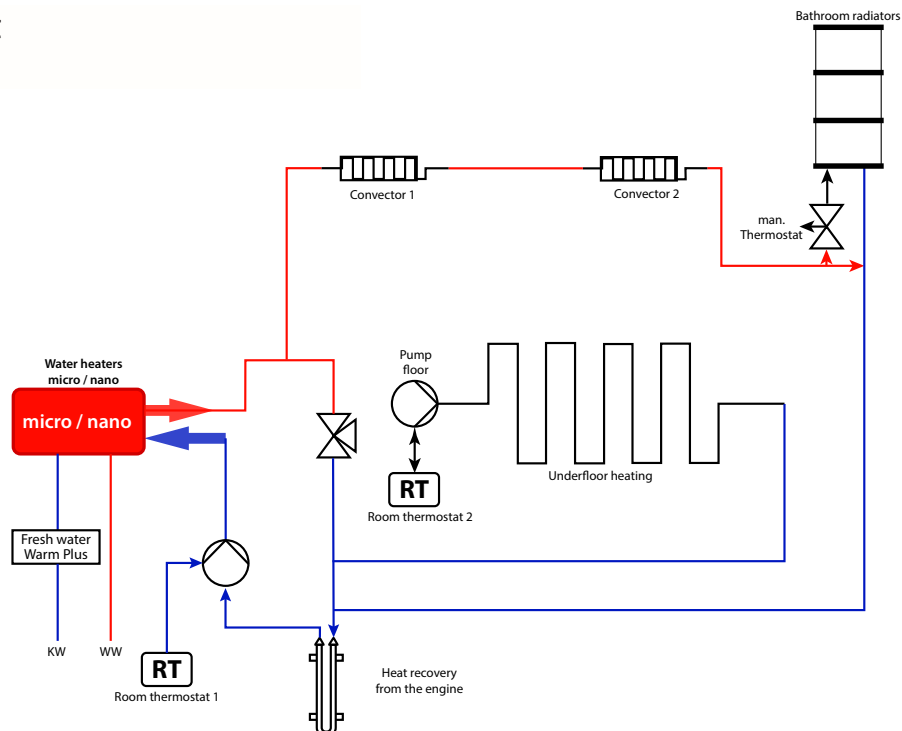 Bathroom radiators
Convector 1
Convector 2
man.
Thermostat
Water heaters
micro / nano
micro / nano
Pump
floor
RT
Room thermostat 2
Underfloor heating
Fresh water
Warm Plus
KW
WW
RT
Room thermostat 1
Heat recovery
from the engine